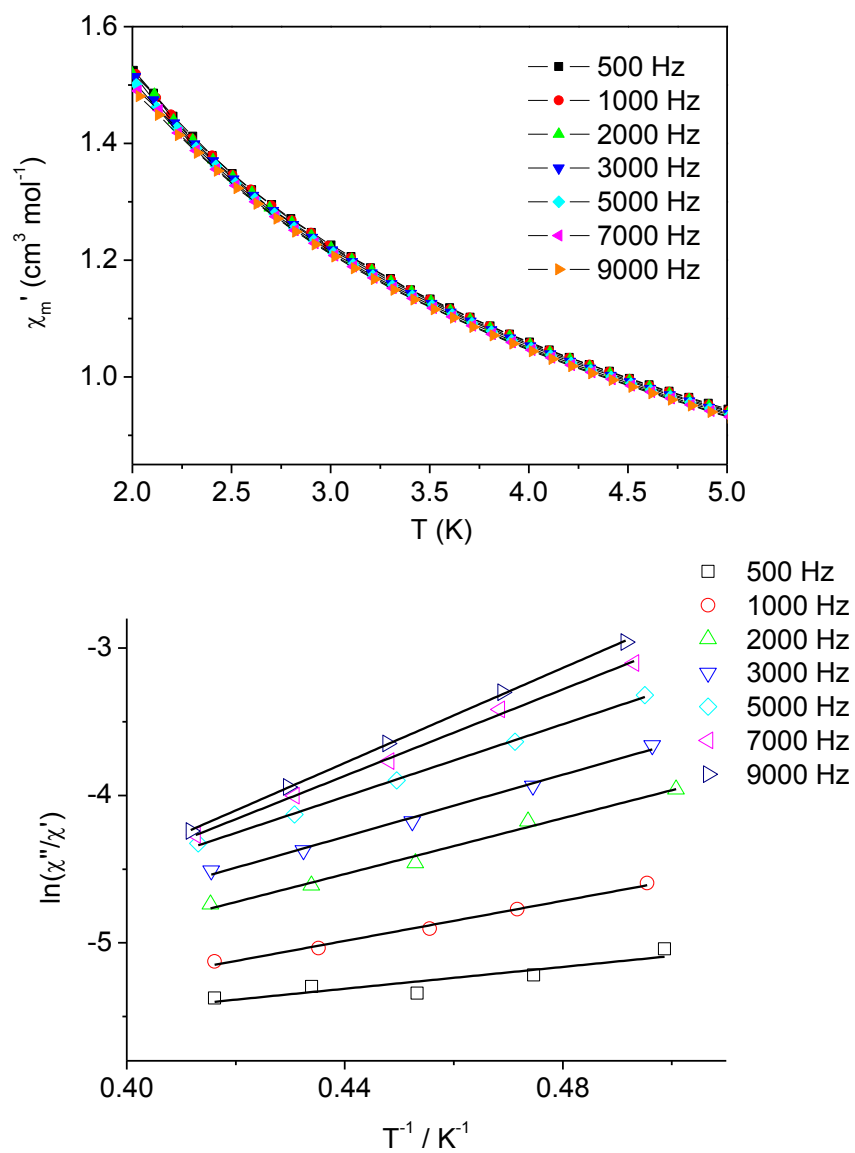 1.6
1.4
1.2
1.0
χm' (cm³ mol⁻¹)
500 Hz
1000 Hz
2000 Hz
3000 Hz
5000 Hz
7000 Hz
9000 Hz
2.0 2.5 3.0 3.5 4.0 4.5 5.0
T (K)
500 Hz
1000 Hz
2000 Hz
3000 Hz
5000 Hz
7000 Hz
9000 Hz
-3
-4
-5
ln(χ''/χ')
0.40 0.44 0.48
T⁻¹ / K⁻¹